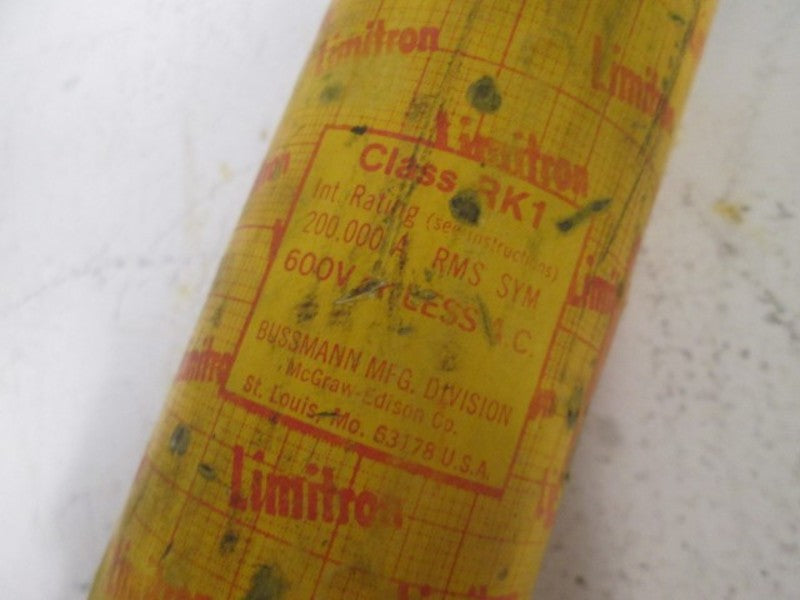 Limitron
Limitron
Limitron
Class RK1
Int. Rating (see instructions)
200.000 A RMS SYM
600V OR LESS A.C.
BUSSMANN MFG. DIVISION
McGraw-Edison Co.
St. Louis, Mo. 63178 U.S.A.
Limitron